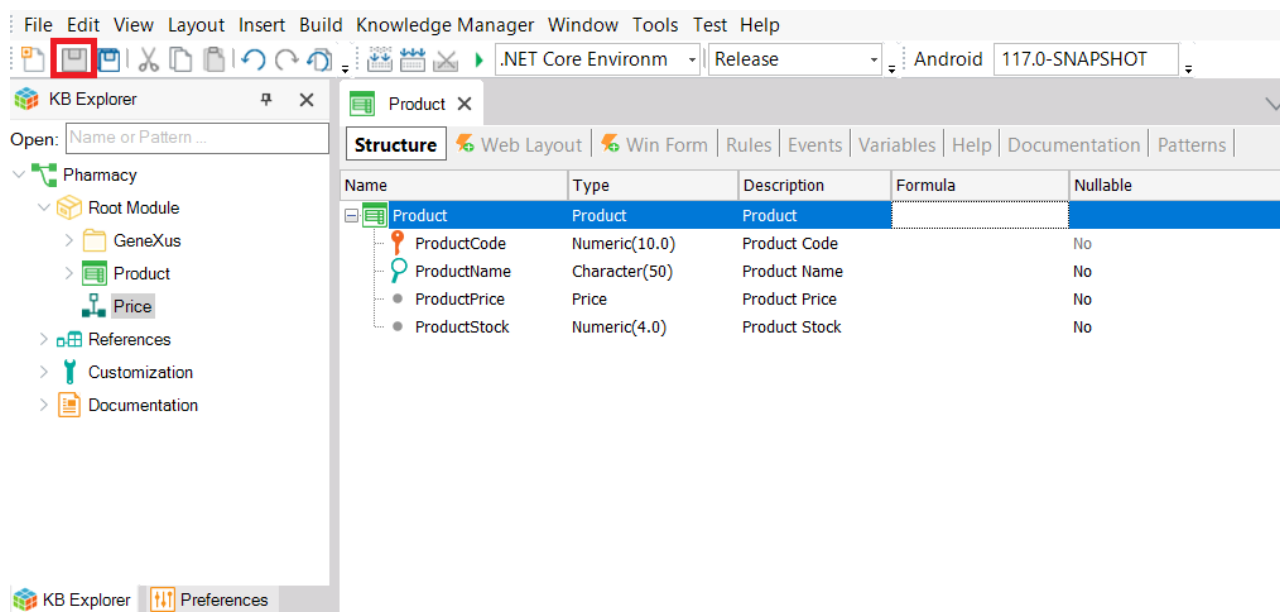 File Edit View Layout Insert Build Knowledge Manager Window Tools Test Help
.NET Core Environm Release Android 117.0-SNAPSHOT
KB Explorer
Product
Open: Name or Pattern ...
Structure Web Layout Win Form Rules Events Variables Help Documentation Patterns
Pharmacy
Root Module
GeneXus
Product
Price
References
Customization
Documentation
Name Type Description Formula Nullable
Product Product Product
ProductCode Numeric(10.0) Product Code No
ProductName Character(50) Product Name No
ProductPrice Price Product Price No
ProductStock Numeric(4.0) Product Stock No
KB Explorer Preferences